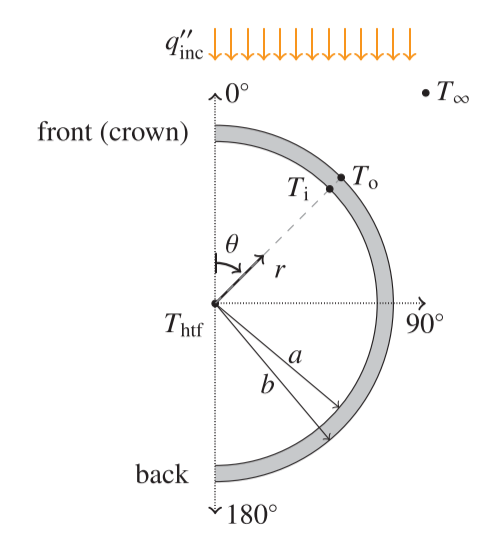 q″inc
0°
T∞
front (crown)
Ti
To
θ
r
Thtf
90°
a
b
back
180°